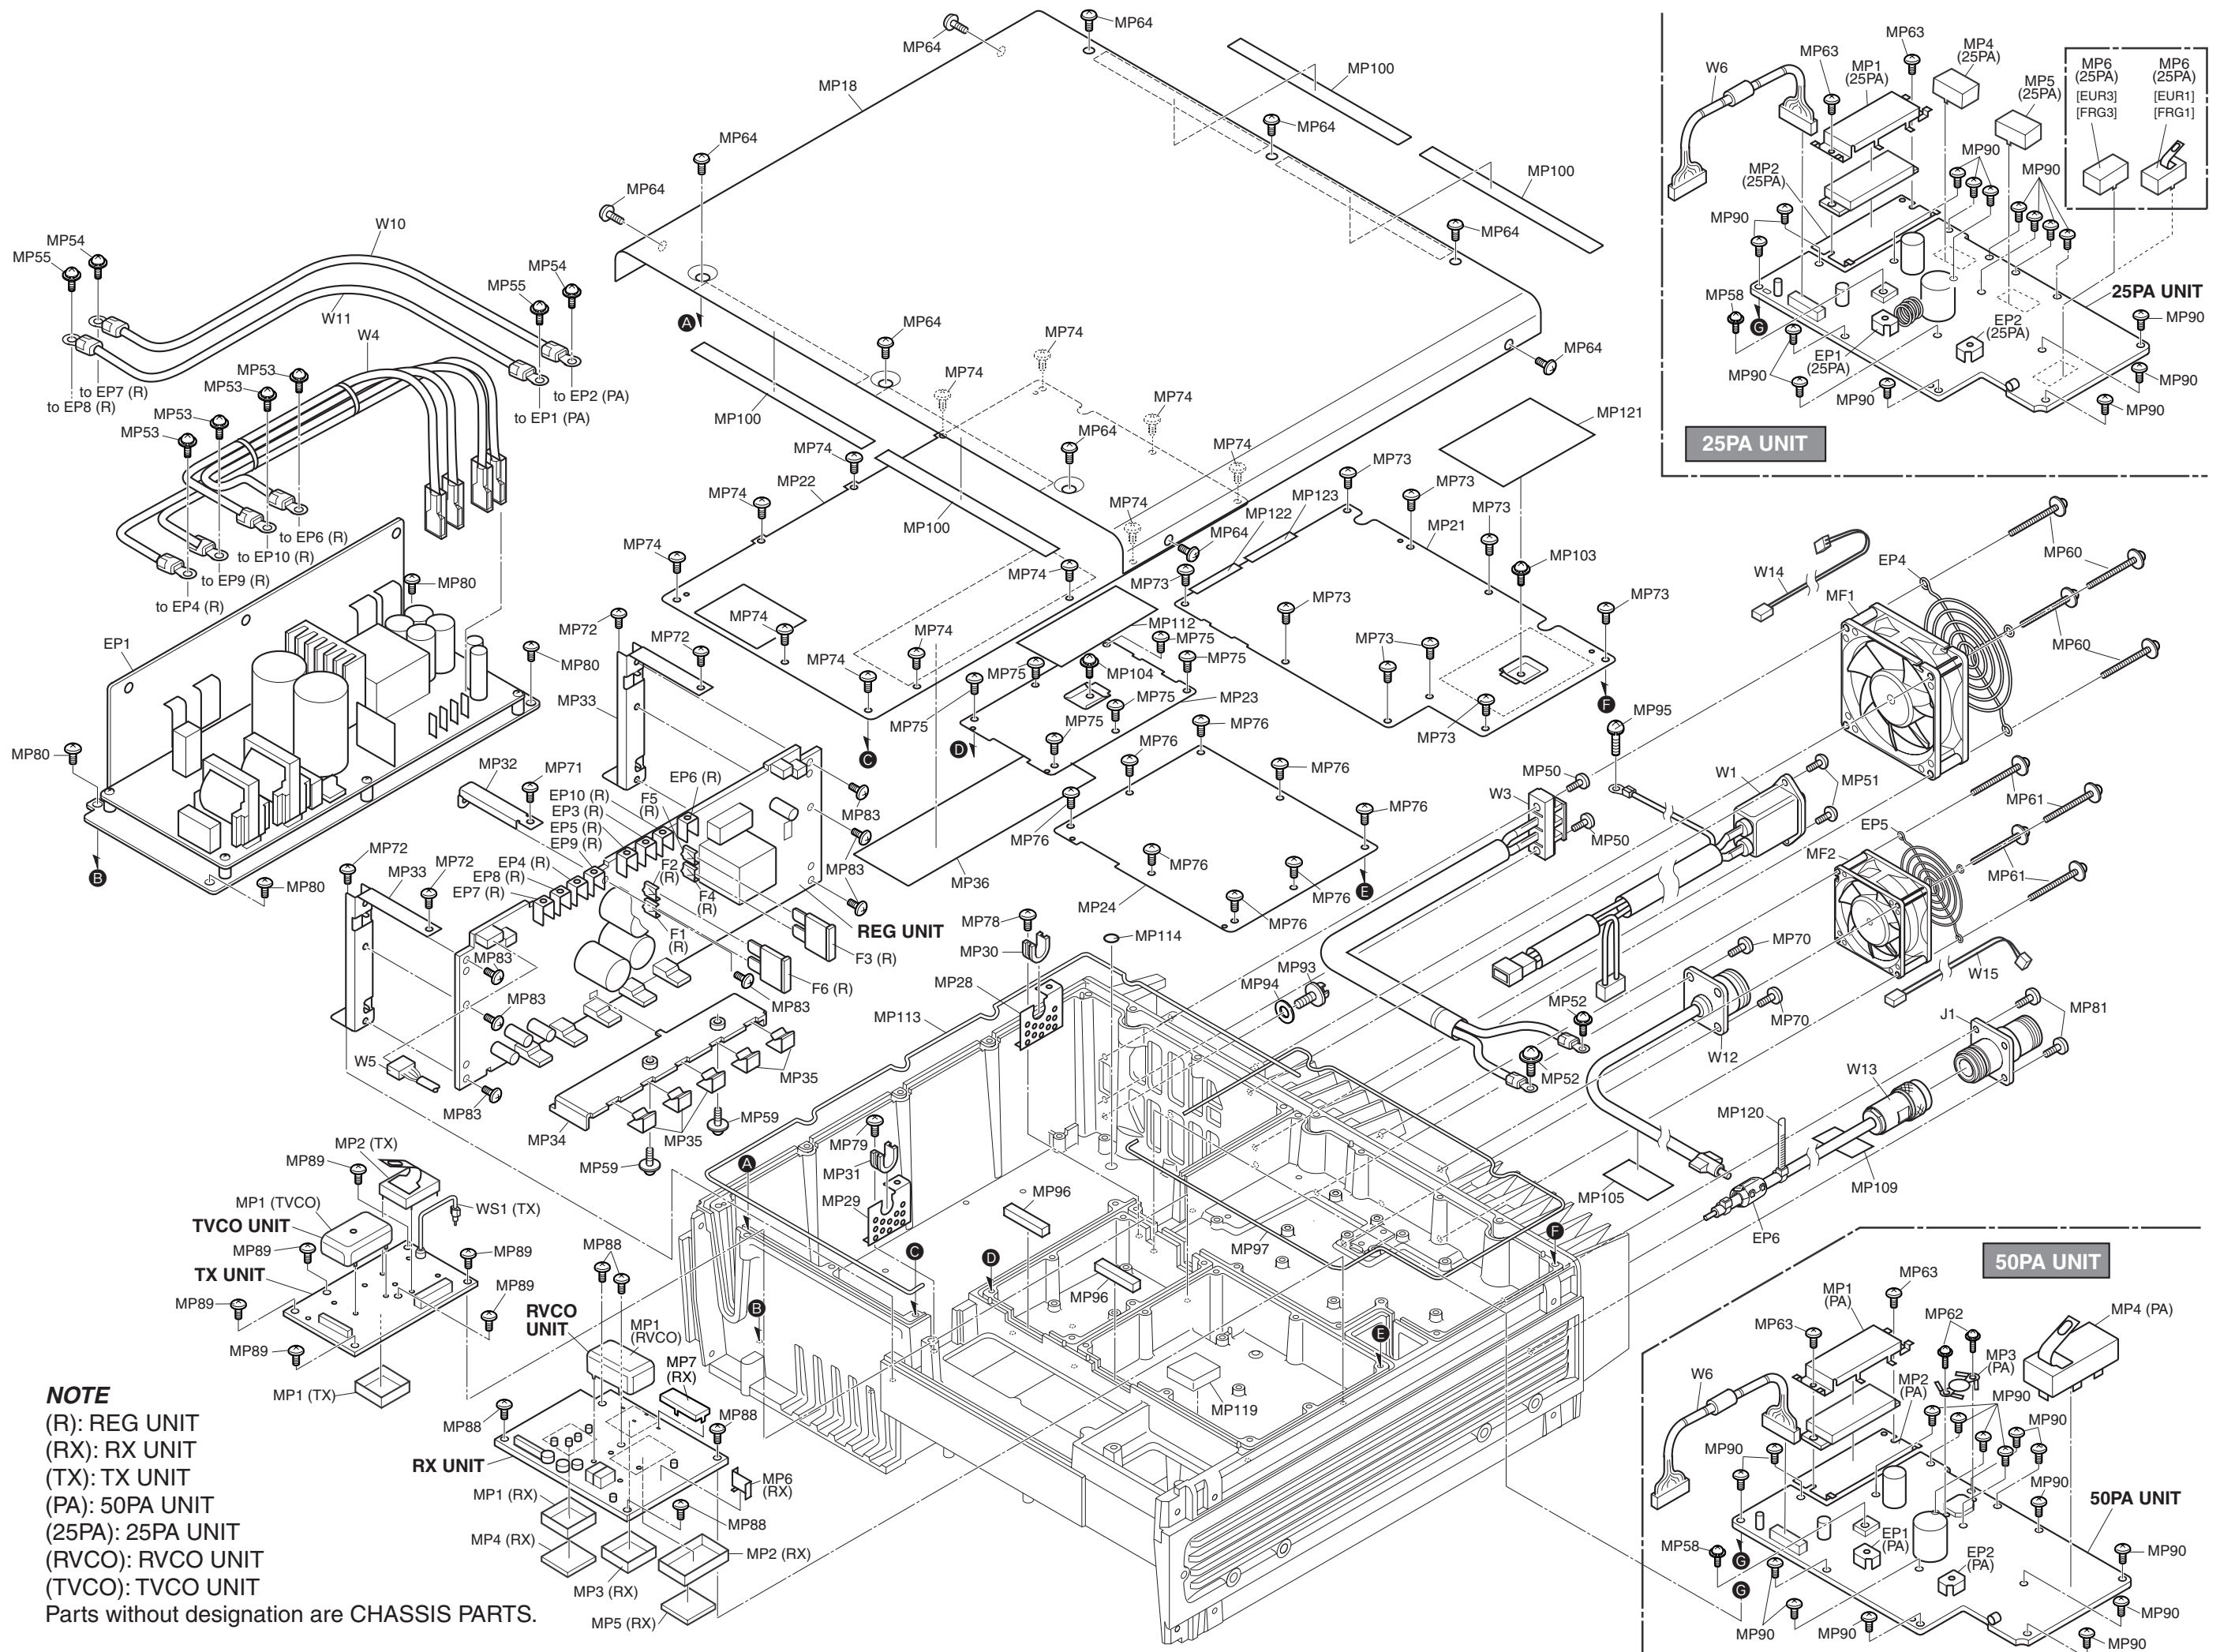 MP64
MP64
MP100
MP18
MP64
MP64
MP100
MP64
MP64
MP64
MP64
MP74
MP64
MP74
MP74
MP100
MP64
MP74
MP121
MP74
MP22
MP74
MP100
MP74
MP64
MP74
MP74
MP74
MP74
MP74
MP74
W10
MP54
MP55
MP54
MP55
W11
W4
to EP7 (R)
to EP8 (R)
to EP2 (PA)
to EP1 (PA)
MP53
MP53
MP53
MP53
to EP6 (R)
to EP10 (R)
to EP9 (R)
to EP4 (R)
MP80
EP1
MP80
MP80
MP80
A
B
C
D
E
F
MP73
MP123
MP122
MP73
MP73
MP21
MP103
MP73
MP73
MP73
MP73
MP73
MP73
MP112
MP75
MP75
MP104
MP75
MP75
MP75
MP23
MP75
MP76
MP76
MP76
MP76
MP76
MP76
MP76
MP76
MP24
MP36
MP72
MP72
MP33
MP32
MP71
EP6 (R)
EP10 (R)
EP3 (R)
EP5 (R)
EP9 (R)
F5
(R)
EP4 (R)
EP8 (R)
EP7 (R)
F2
(R)
F4
(R)
F1
(R)
MP83
MP83
MP83
REG UNIT
F3 (R)
F6 (R)
MP83
MP72
MP33
MP72
MP83
MP83
MP83
W5
MP34
MP35
MP35
MP59
MP59
MP78
MP30
MP28
MP113
MP114
MP94
MP93
MP79
MP31
MP29
MP96
MP96
MP97
MP119
A
B
C
D
E
F
MP2 (TX)
MP89
MP1 (TVCO)
TVCO UNIT
WS1 (TX)
MP89
MP89
TX UNIT
MP89
MP89
MP89
MP1 (TX)
MP88
RVCO
UNIT
MP1
(RVCO)
MP7
(RX)
MP88
MP88
RX UNIT
MP6
(RX)
MP1 (RX)
MP88
MP4 (RX)
MP2 (RX)
MP3 (RX)
MP5 (RX)
W14
EP4
MF1
MP60
MP60
MP95
MP50
W3
MP50
W1
MP51
MP61
EP5
MF2
MP61
W15
MP70
MP70
W12
MP52
MP52
J1
MP81
W13
MP120
MP109
MP105
EP6
W6
MP63
MP63
MP1
(25PA)
MP4
(25PA)
MP5
(25PA)
MP6
(25PA)
[EUR3]
[FRG3]
MP6
(25PA)
[EUR1]
[FRG1]
MP2
(25PA)
MP90
MP90
MP90
MP58
G
25PA UNIT
MP90
EP2
(25PA)
EP1
(25PA)
MP90
MP90
MP90
MP90
25PA UNIT
50PA UNIT
MP63
MP1
(PA)
MP63
MP62
MP4 (PA)
MP3
(PA)
W6
MP2
(PA)
MP90
MP90
MP90
MP90
50PA UNIT
MP58
G
G
EP1
(PA)
EP2
(PA)
MP90
MP90
MP90
MP90
MP90
NOTE
(R): REG UNIT
(RX): RX UNIT
(TX): TX UNIT
(PA): 50PA UNIT
(25PA): 25PA UNIT
(RVCO): RVCO UNIT
(TVCO): TVCO UNIT
Parts without designation are CHASSIS PARTS.